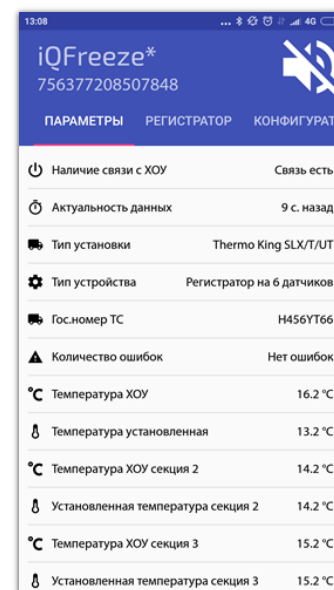 13:08 ... 4G
iQFreeze*
756377208507848
ПАРАМЕТРЫ РЕГИСТРАТОР КОНФИГУРАТ
Наличие связи с ХОУ Связь есть
Актуальность данных 9 с. назад
Тип установки Thermo King SLX/T/UT
Тип устройства Регистратор на 6 датчиков
Гос.номер ТС H456YT66
Количество ошибок Нет ошибок
°C Температура ХОУ 16.2 °C
Температура установленная 13.2 °C
°C Температура ХОУ секция 2 14.2 °C
Установленная температура секция 2 14.2 °C
°C Температура ХОУ секция 3 15.2 °C
Установленная температура секция 3 15.2 °C